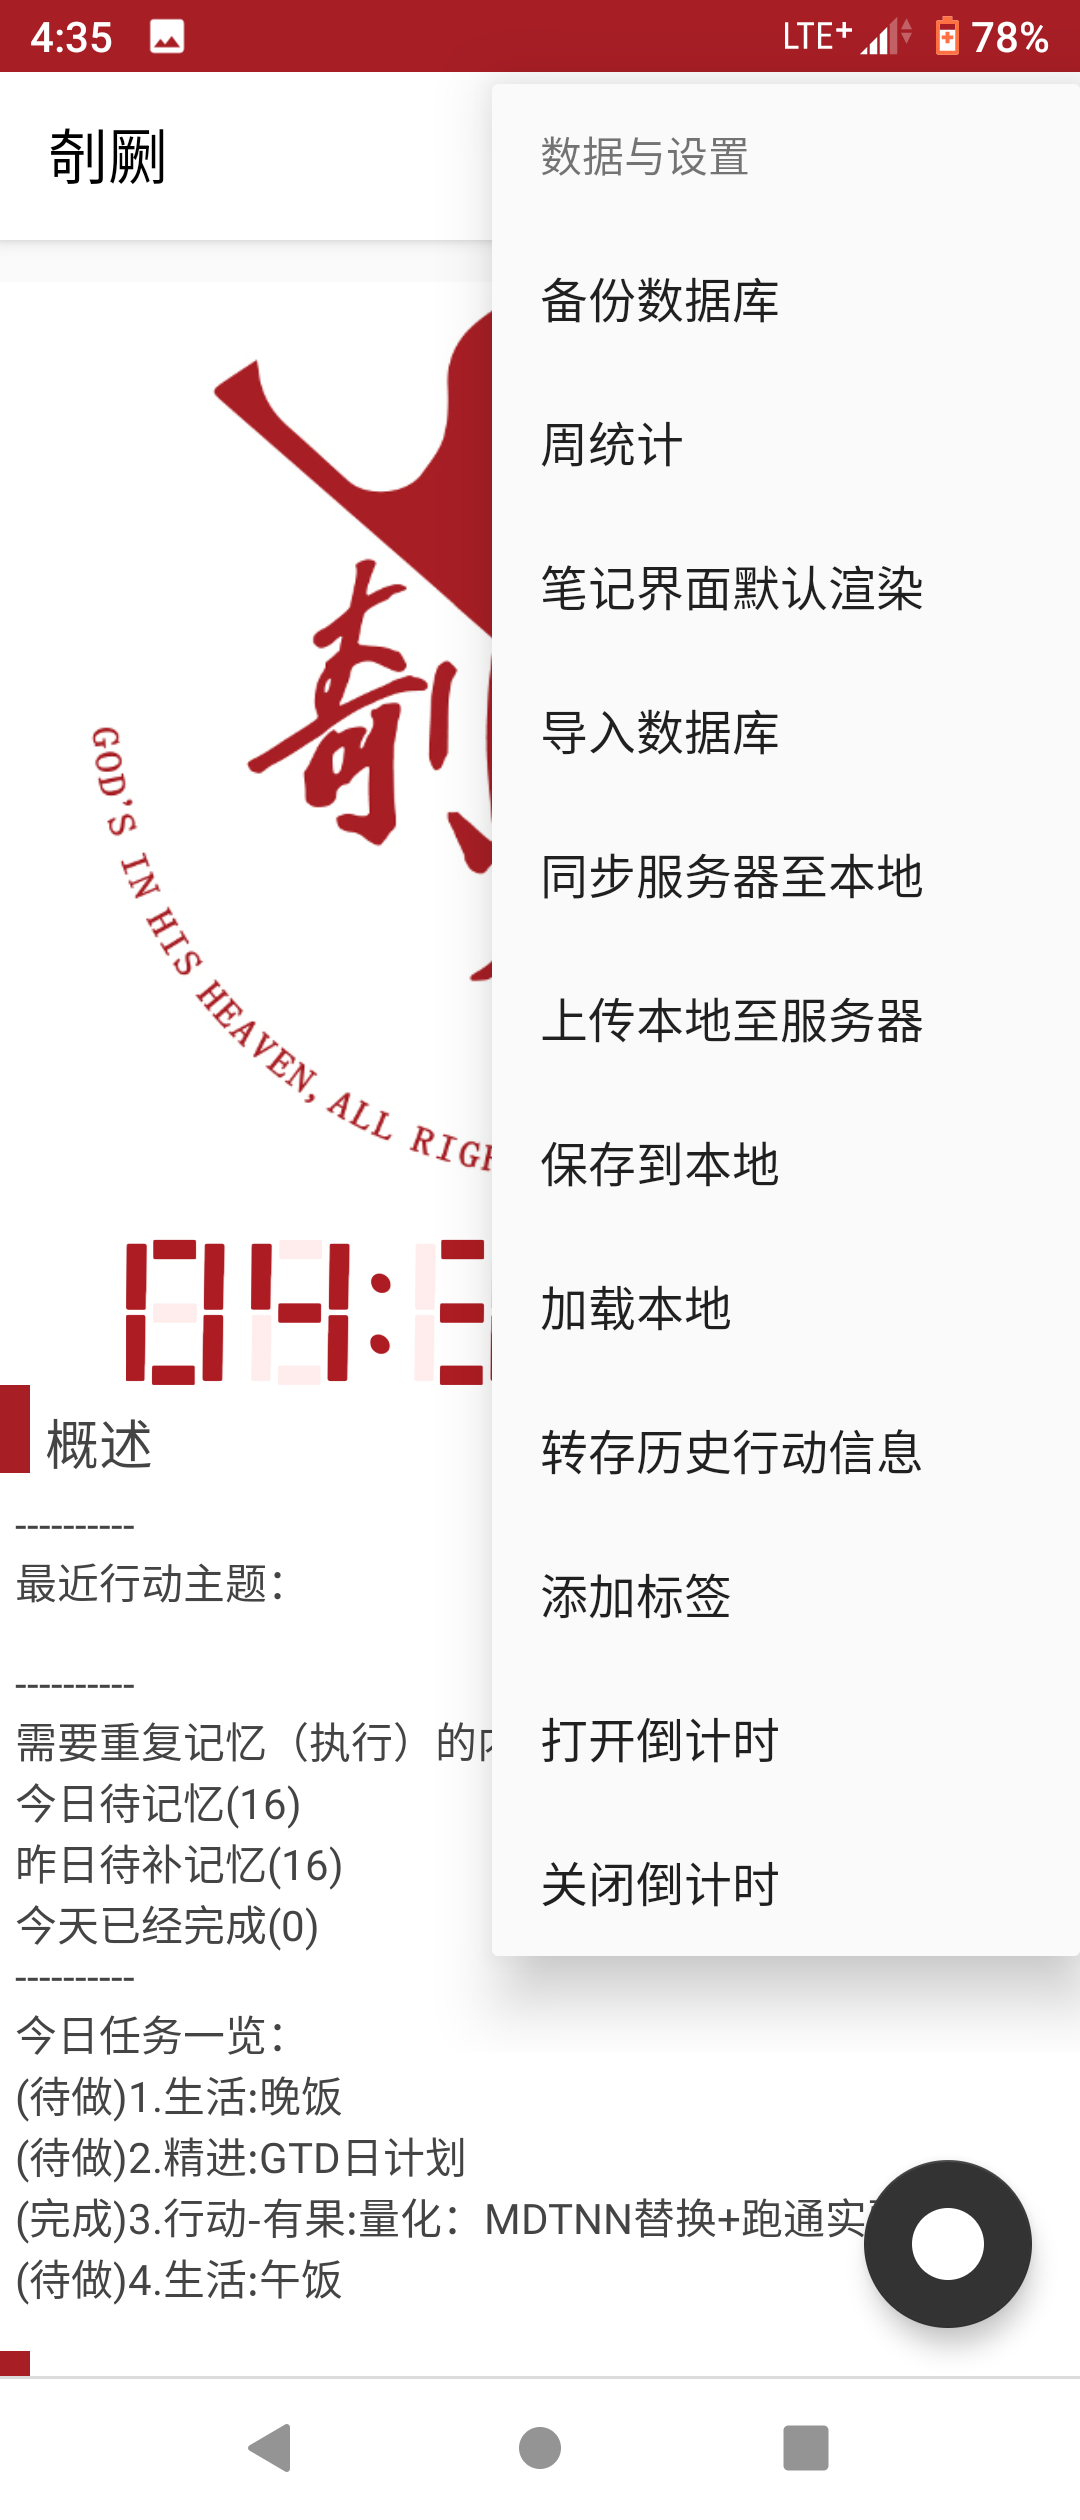 4:35
LTE+
78%
剞劂
数据与设置
备份数据库
周统计
笔记界面默认渲染
导入数据库
同步服务器至本地
上传本地至服务器
保存到本地
加载本地
转存历史行动信息
添加标签
打开倒计时
关闭倒计时
剞
GOD'S IN HIS HEAVEN, ALL RIGH
04:3
概述
----------
最近行动主题：
----------
需要重复记忆（执行）的内
今日待记忆(16)
昨日待补记忆(16)
今天已经完成(0)
----------
今日任务一览：
(待做)1.生活:晚饭
(待做)2.精进:GTD日计划
(完成)3.行动-有果:量化：MDTNN替换+跑通实
(待做)4.生活:午饭